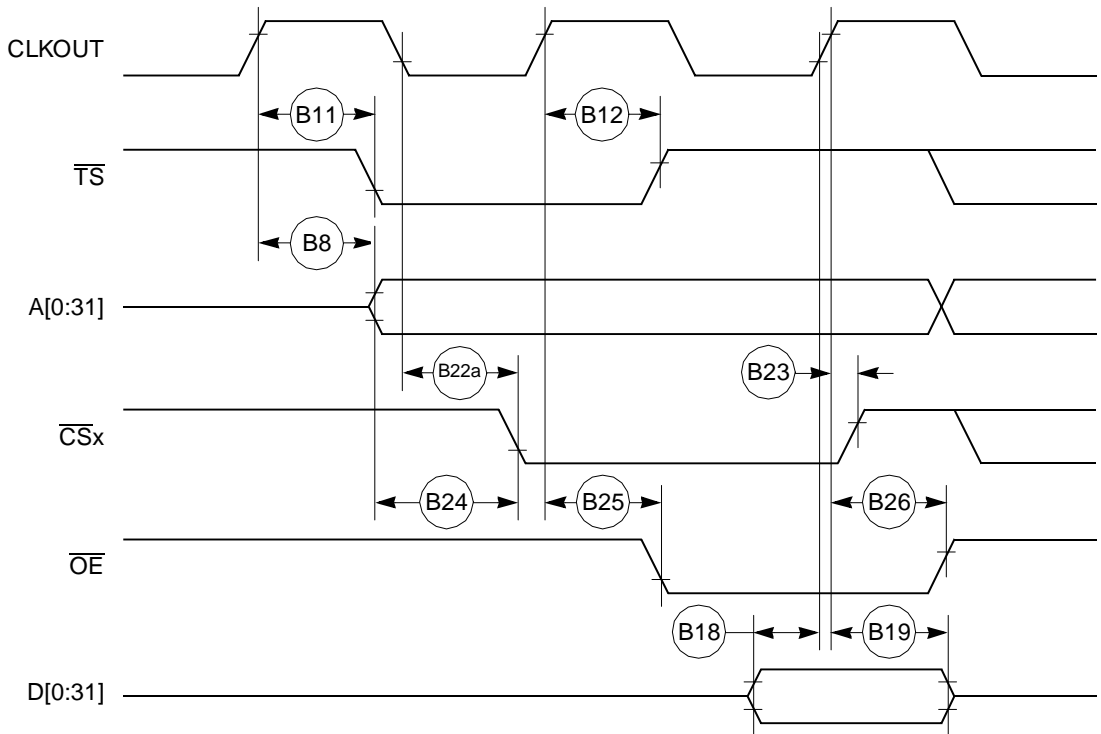 CLKOUT
B11
B12
TS
B8
A[0:31]
B22a
B23
CSx
B24
B25
B26
OE
B18
B19
D[0:31]